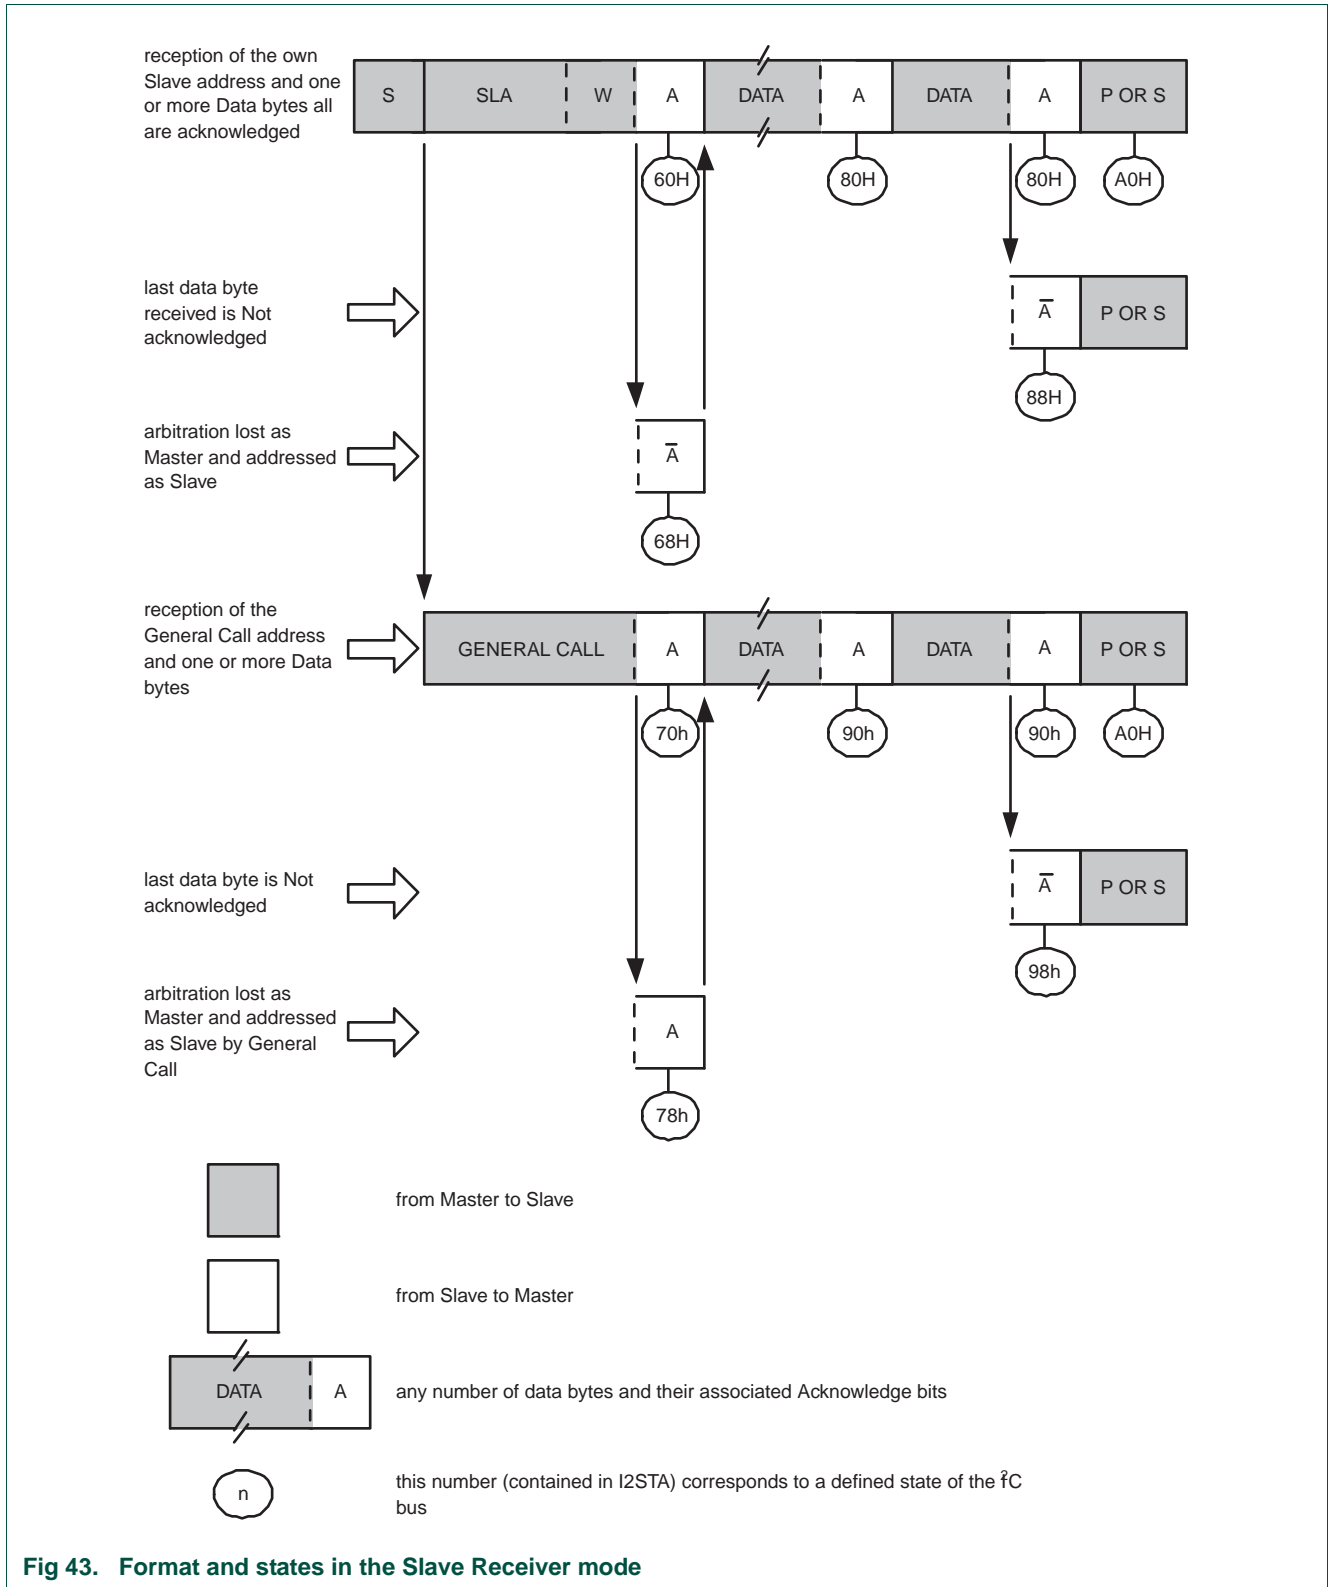 reception of the own
Slave address and one
or more Data bytes all
are acknowledged
S SLA W A DATA A DATA A P OR S
60H 80H 80H A0H
last data byte
received is Not
acknowledged
A̅ P OR S
88H
arbitration lost as
Master and addressed
as Slave
A̅
68H
reception of the
General Call address
and one or more Data
bytes
GENERAL CALL A DATA A DATA A P OR S
70h 90h 90h A0H
last data byte is Not
acknowledged
A̅ P OR S
98h
arbitration lost as
Master and addressed
as Slave by General
Call
A
78h
from Master to Slave
from Slave to Master
DATA A any number of data bytes and their associated Acknowledge bits
n this number (contained in I2STA) corresponds to a defined state of the I²C
bus
Fig 43. Format and states in the Slave Receiver mode